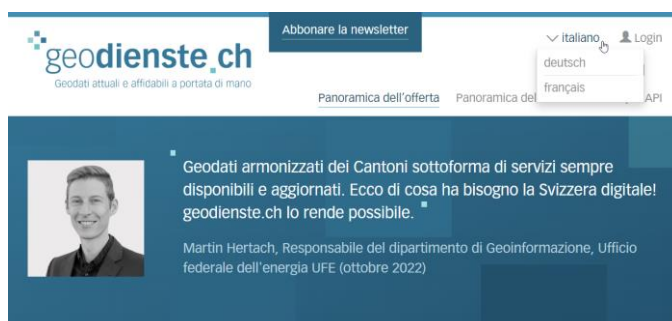 Abbonare la newsletter
italiano
Login
deutsch
français
geodienste.ch
Geodati attuali e affidabili a portata di mano
Panoramica dell'offerta
Panoramica del
API
Geodati armonizzati dei Cantoni sottoforma di servizi sempre
disponibili e aggiornati. Ecco di cosa ha bisogno la Svizzera digitale!
geodienste.ch lo rende possibile.
Martin Hertach, Responsabile del dipartimento di Geoinformazione, Ufficio
federale dell'energia UFE (ottobre 2022)